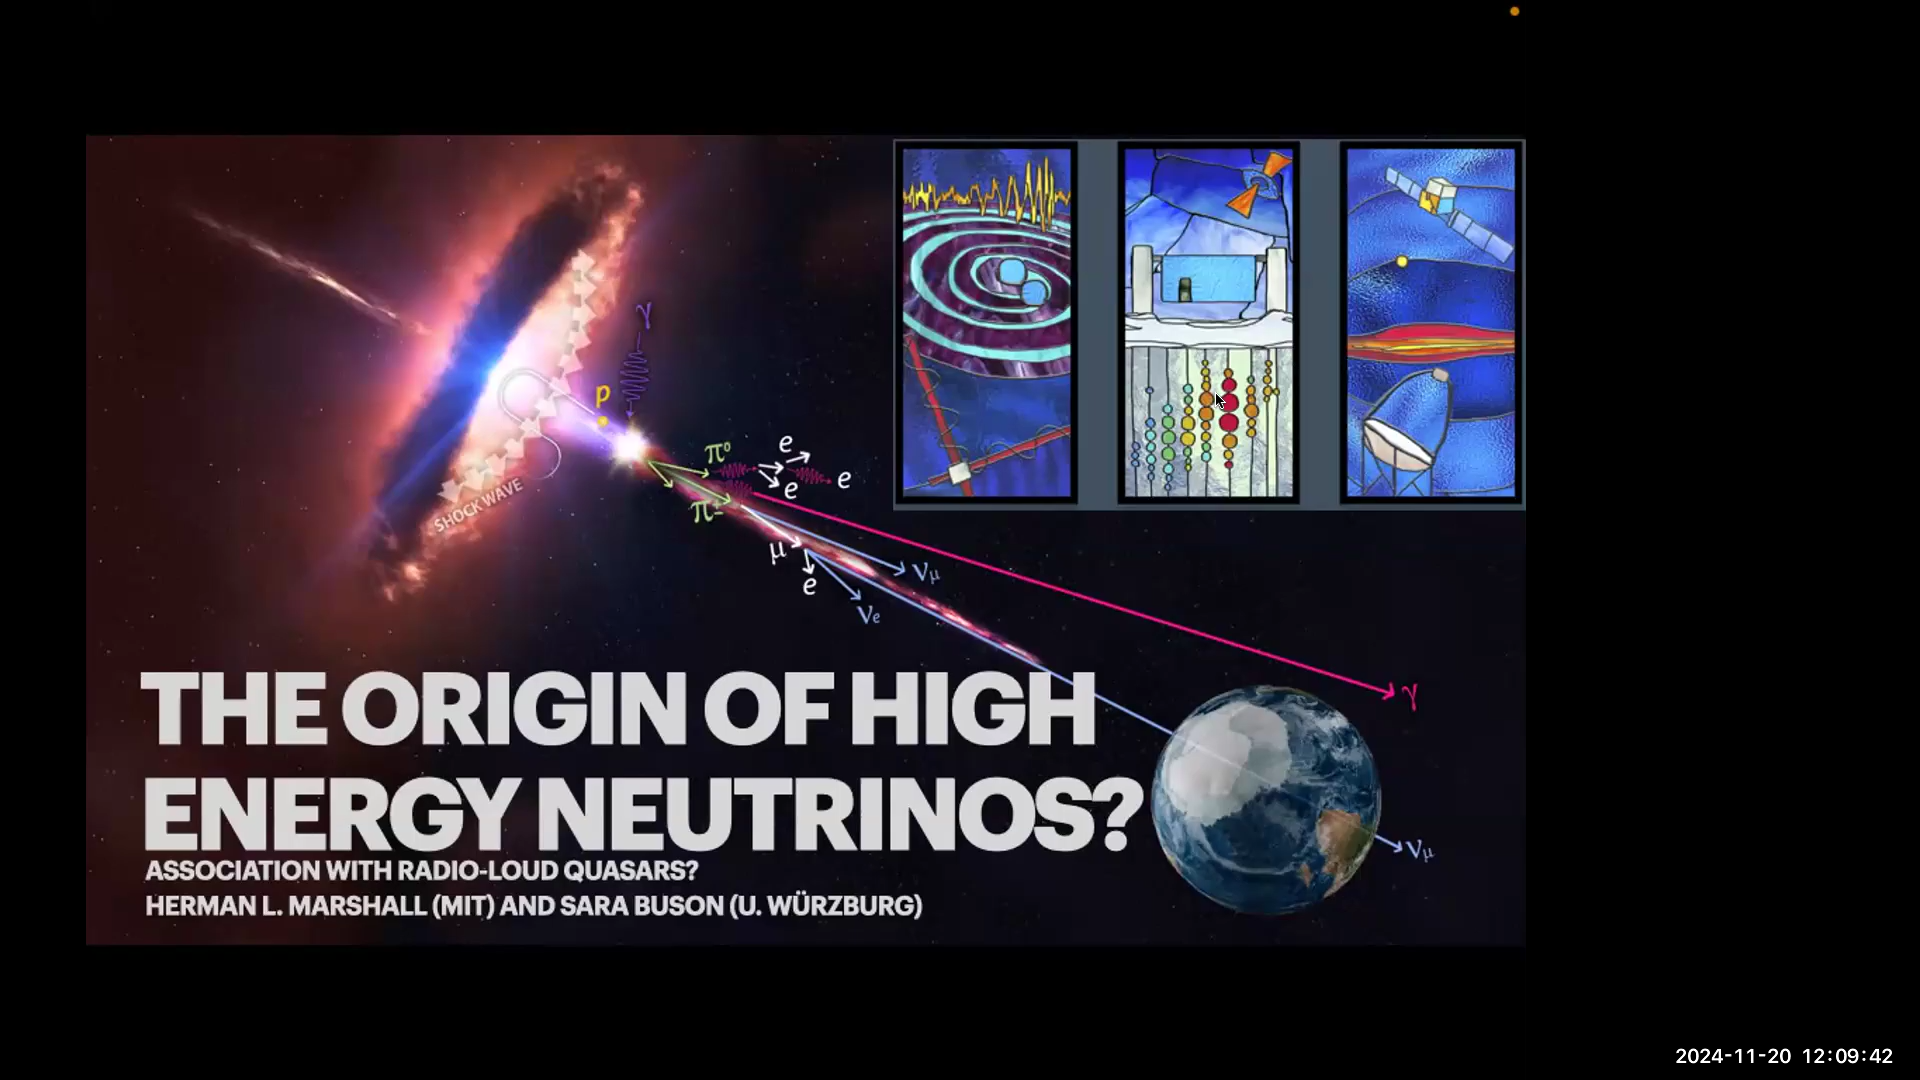 γ
p
π⁰
e
e
e
π±
SHOCK WAVE
μ
νμ
e
νe
γ
THE ORIGIN OF HIGH
ENERGY NEUTRINOS?
νμ
ASSOCIATION WITH RADIO-LOUD QUASARS?
HERMAN L. MARSHALL (MIT) AND SARA BUSON (U. WÜRZBURG)
2024-11-20 12:09:42